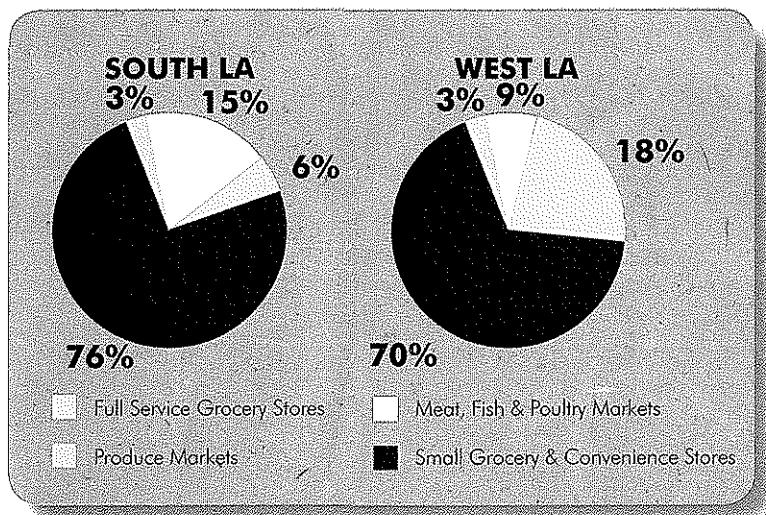 SOUTH LA
3% 15%
6%
76%
WEST LA
3% 9%
18%
70%
Full Service Grocery Stores
Produce Markets
Meat, Fish & Poultry Markets
Small Grocery & Convenience Stores